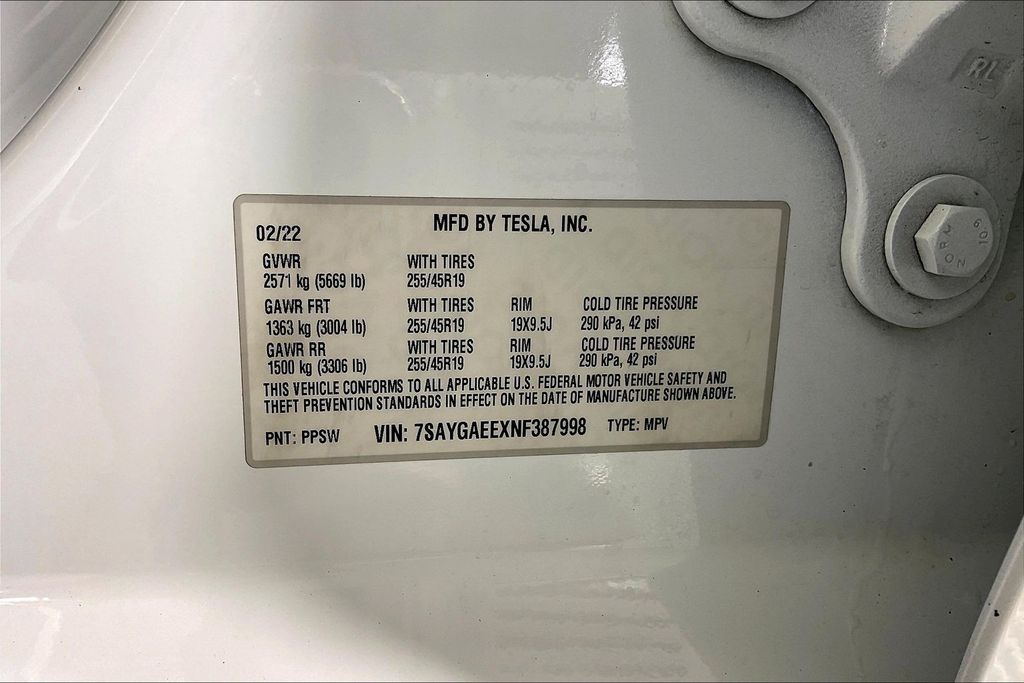 MFD BY TESLA, INC.
02/22
GVWR WITH TIRES
2571 kg (5669 lb) 255/45R19
GAWR FRT WITH TIRES RIM COLD TIRE PRESSURE
1363 kg (3004 lb) 255/45R19 19X9.5J 290 kPa, 42 psi
GAWR RR WITH TIRES RIM COLD TIRE PRESSURE
1500 kg (3306 lb) 255/45R19 19X9.5J 290 kPa, 42 psi
THIS VEHICLE CONFORMS TO ALL APPLICABLE U.S. FEDERAL MOTOR VEHICLE SAFETY AND
THEFT PREVENTION STANDARDS IN EFFECT ON THE DATE OF MANUFACTURE SHOWN ABOVE.
PNT: PPSW VIN: 7SAYGAEEXNF387998 TYPE: MPV
RL